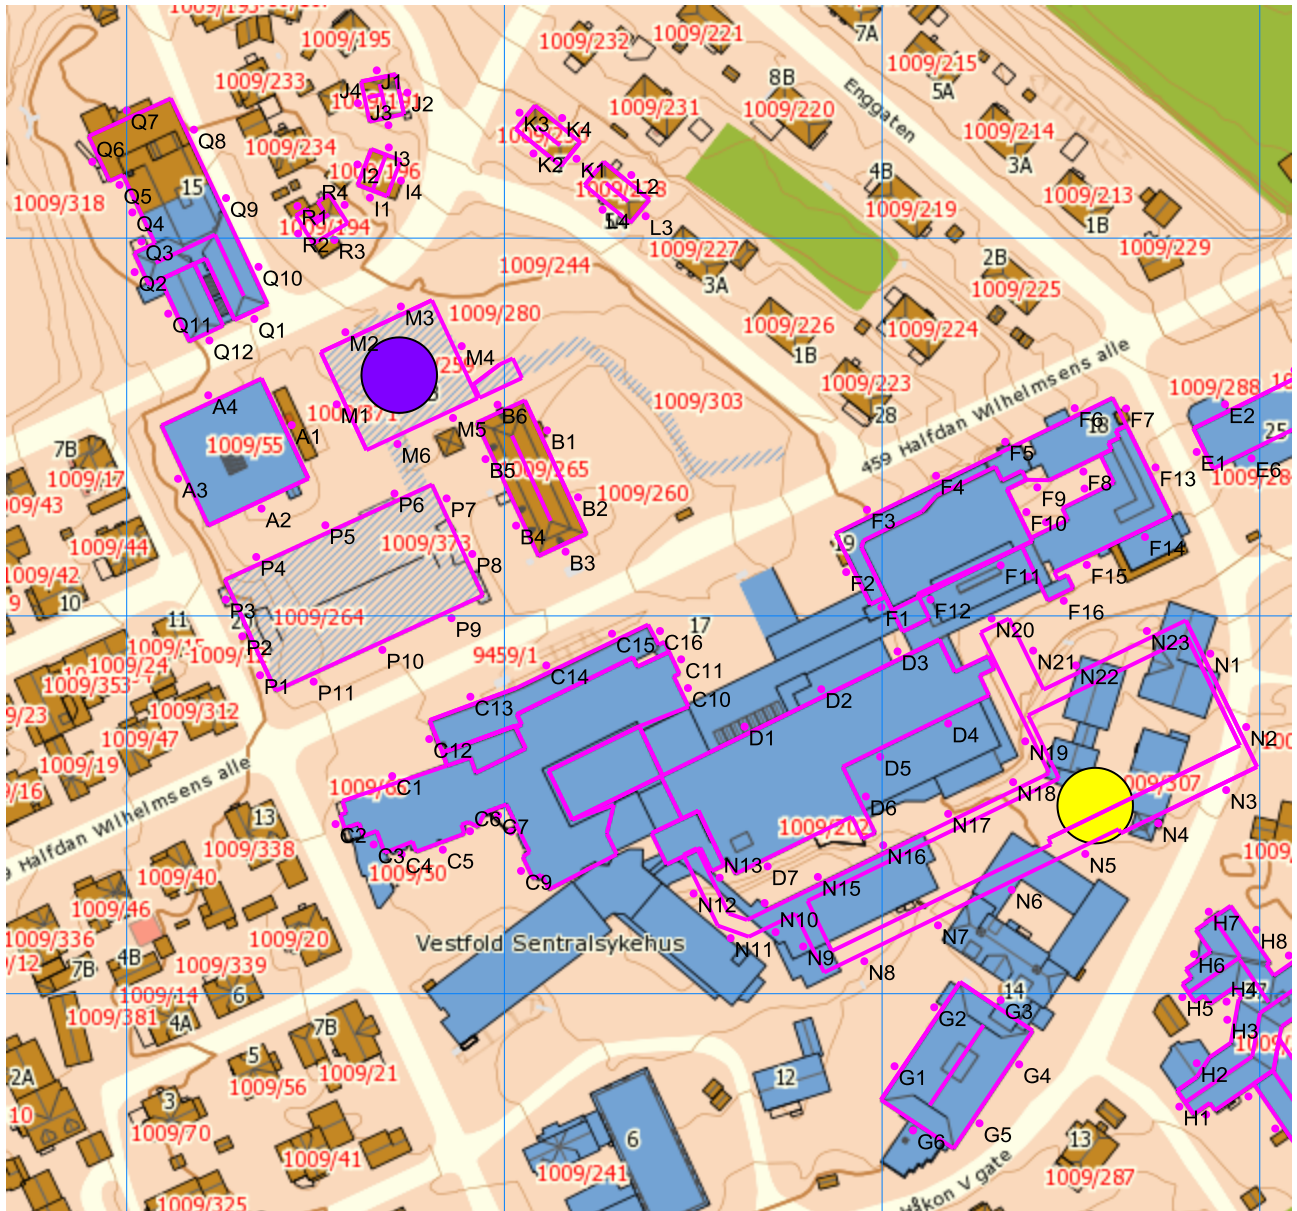 1009/195
1009/232
1009/221
7A
1009/215
5A
1009/233
J4
J1
J2
J3
8B
1009/231
1009/220
Enggaten
1009/214
3A
Q7
Q8
K3
K4
K2
K1
1009/234
I3
I2
I4
I1
1009/196
Q6
15
Q5
Q4
Q9
1009/318
R4
R1
R2
R3
1009/194
L2
L4
L3
4B
1009/219
1009/213
1B
Q3
Q2
Q10
1009/244
1009/227
3A
2B
1009/225
1009/229
Q11
Q1
Q12
M3
M2
M4
1009/280
1009/226
1B
1009/224
1009/223
28
459 Halfdan Wilhelmsens alle
1009/288
A4
A1
1009/55
A3
A2
M1
M5
M6
B6
B1
B5
1009/265
B2
B4
B3
1009/303
1009/260
F6
F7
18
F5
F4
F3
F8
F9
F10
F13
F14
F15
F16
F11
F12
F1
F2
19
E2
E1
E6
25
7B
1009/17
1009/44
10
P6
P7
P5
P4
P8
P3
P2
P1
P9
P10
P11
1009/373
1009/264
11
9459/1
17
C15
C16
C14
C11
C10
C13
C12
C1
C2
C3
C4
C5
C6
C7
C9
1009/50
D1
D2
D3
D4
D5
D6
D7
1009/202
N20
N21
N22
N23
N1
N2
N3
N4
N5
N6
N7
N8
N9
N10
N11
N12
N13
N15
N16
N17
N18
N19
1009/312
1009/47
1009/19
13
1009/338
1009/40
1009/46
1009/336
7B
4B
1009/20
1009/339
6
1009/14
1009/381
4A
Vestfold Sentralsykehus
7B
5
1009/56
1009/21
2A
3
1009/70
1009/41
1009/325
6
1009/241
12
14
G1
G2
G3
G4
G5
G6
H7
H8
H6
H5
H4
H3
H2
H1
13
1009/287
Håkon V gate